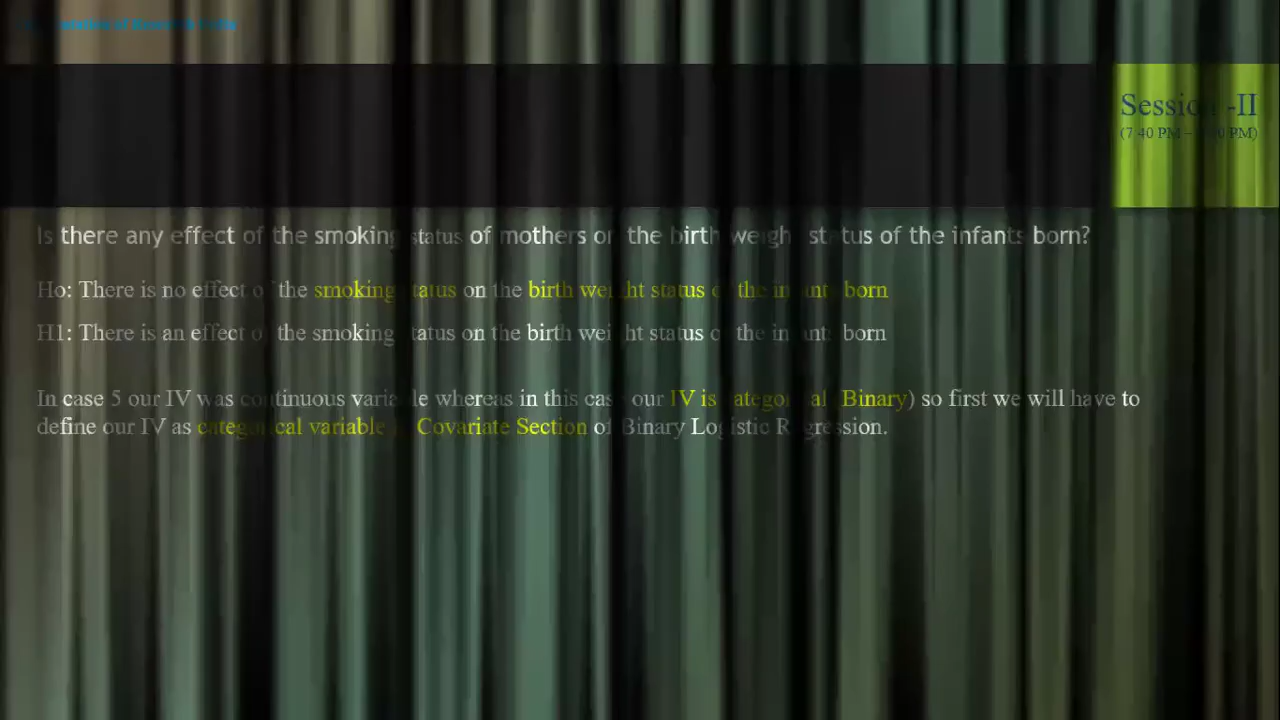 Session -II
(7:40 PM – PM)
Is there any effect of the smoking status of mothers on the birth weight status of the infants born?
Ho: There is no effect of the smoking status on the birth weight status of the infants born
H1: There is an effect of the smoking status on the birth weight status of the infants born
In case 5 our IV was continuous variable whereas in this case our IV is categorical (Binary) so first we will have to
define our IV as categorical variable in Covariate Section of Binary Logistic Regression.